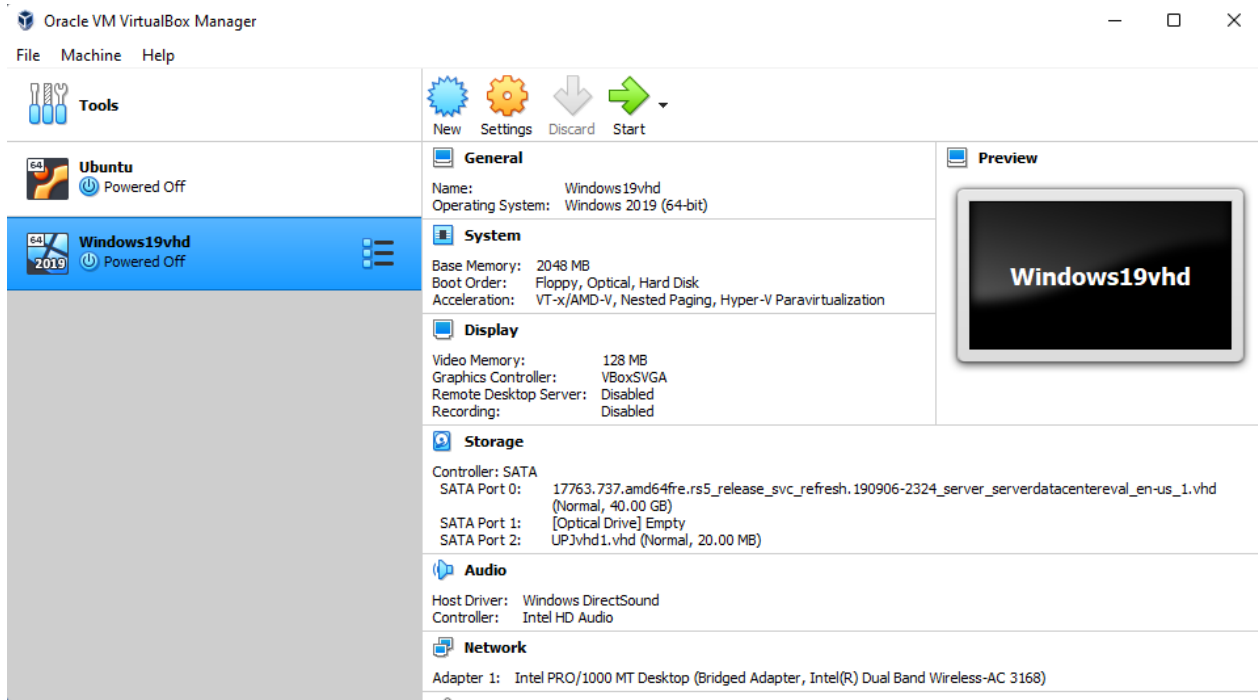 Oracle VM VirtualBox Manager
File Machine Help
Tools
New Settings Discard Start
64
Ubuntu
Powered Off
64
2019
Windows19vhd
Powered Off
General
Name: Windows19vhd
Operating System: Windows 2019 (64-bit)
System
Base Memory: 2048 MB
Boot Order: Floppy, Optical, Hard Disk
Acceleration: VT-x/AMD-V, Nested Paging, Hyper-V Paravirtualization
Display
Video Memory: 128 MB
Graphics Controller: VBoxSVGA
Remote Desktop Server: Disabled
Recording: Disabled
Preview
Windows19vhd
Storage
Controller: SATA
SATA Port 0: 17763.737.amd64fre.rs5_release_svc_refresh.190906-2324_server_serverdatacentereval_en-us_1.vhd
(Normal, 40.00 GB)
SATA Port 1: [Optical Drive] Empty
SATA Port 2: UPJvhd1.vhd (Normal, 20.00 MB)
Audio
Host Driver: Windows DirectSound
Controller: Intel HD Audio
Network
Adapter 1: Intel PRO/1000 MT Desktop (Bridged Adapter, Intel(R) Dual Band Wireless-AC 3168)